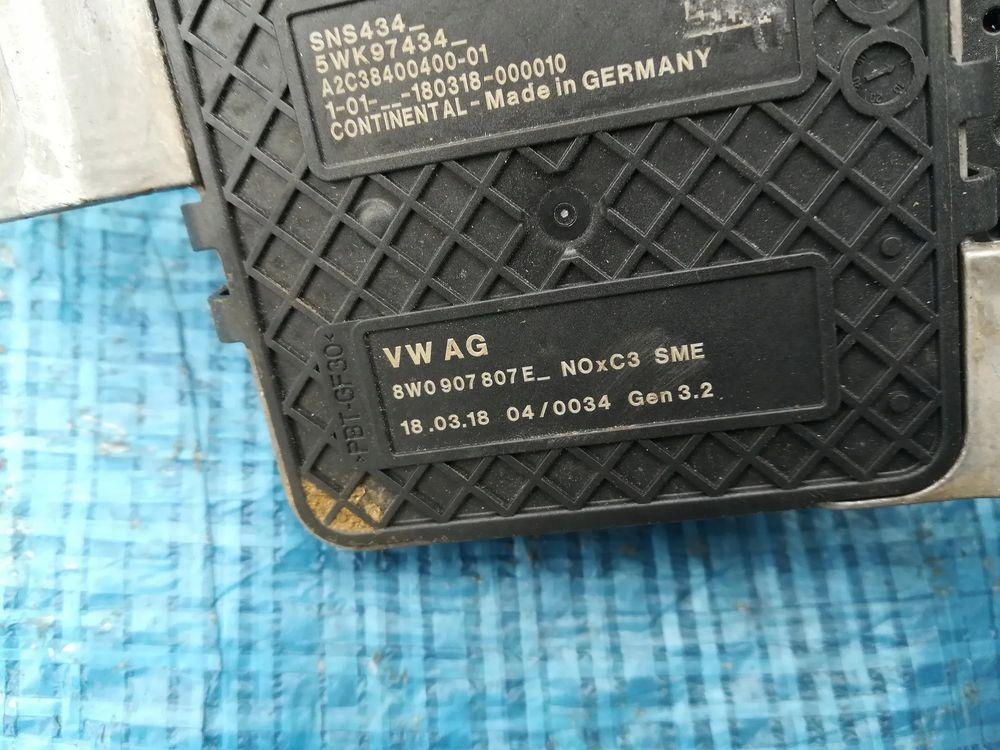 SNS434_
5WK97434_
A2C38400400-01
1-01-__-180318-000010
CONTINENTAL - Made in GERMANY
VW AG
8W0 907 807 E_ NOxC3 SME
18.03.18 04/0034 Gen 3.2
>PBT-GF30<